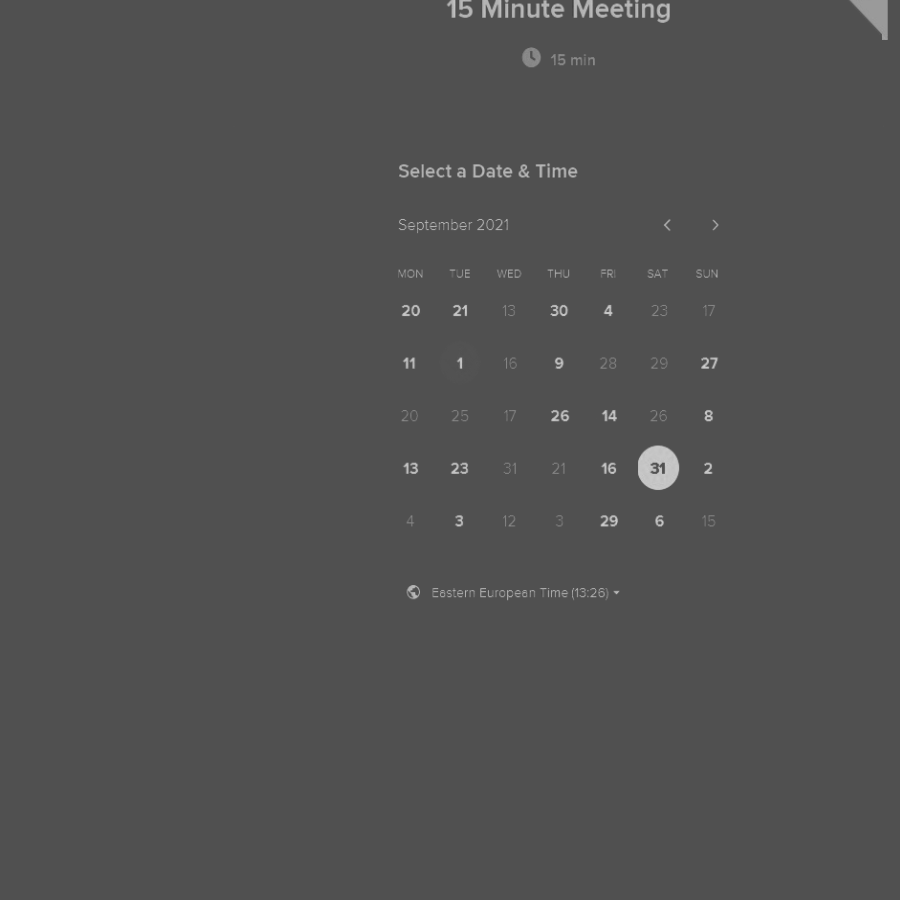 15 Minute Meeting
15 min
Select a Date & Time
September 2021
MON TUE WED THU FRI SAT SUN
20 21 13 30 4 23 17
11 1 16 9 28 29 27
20 25 17 26 14 26 8
13 23 31 21 16 31 2
4 3 12 3 29 6 15
Eastern European Time (13:26)